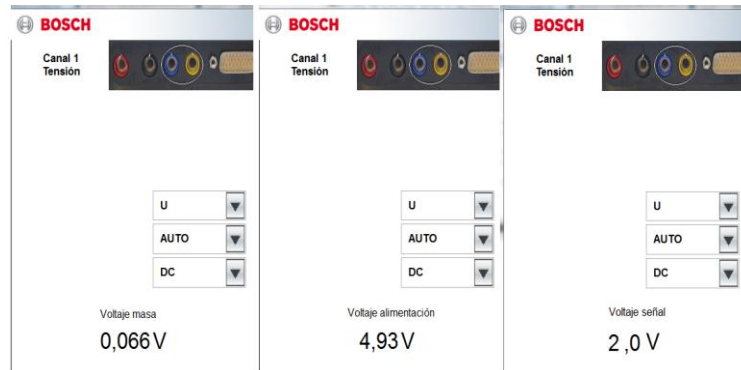 BOSCH
Canal 1
Tensión
U
AUTO
DC
Voltaje masa
0,066 V
BOSCH
Canal 1
Tensión
U
AUTO
DC
Voltaje alimentación
4,93 V
BOSCH
Canal 1
Tensión
U
AUTO
DC
Voltaje señal
2 ,0 V